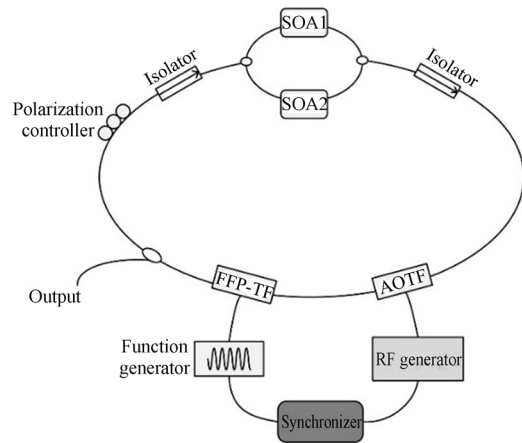 SOA1
Isolator
Isolator
SOA2
Polarization
controller
FFP-TF
AOTF
Output
Function
generator
RF generator
Synchronizer